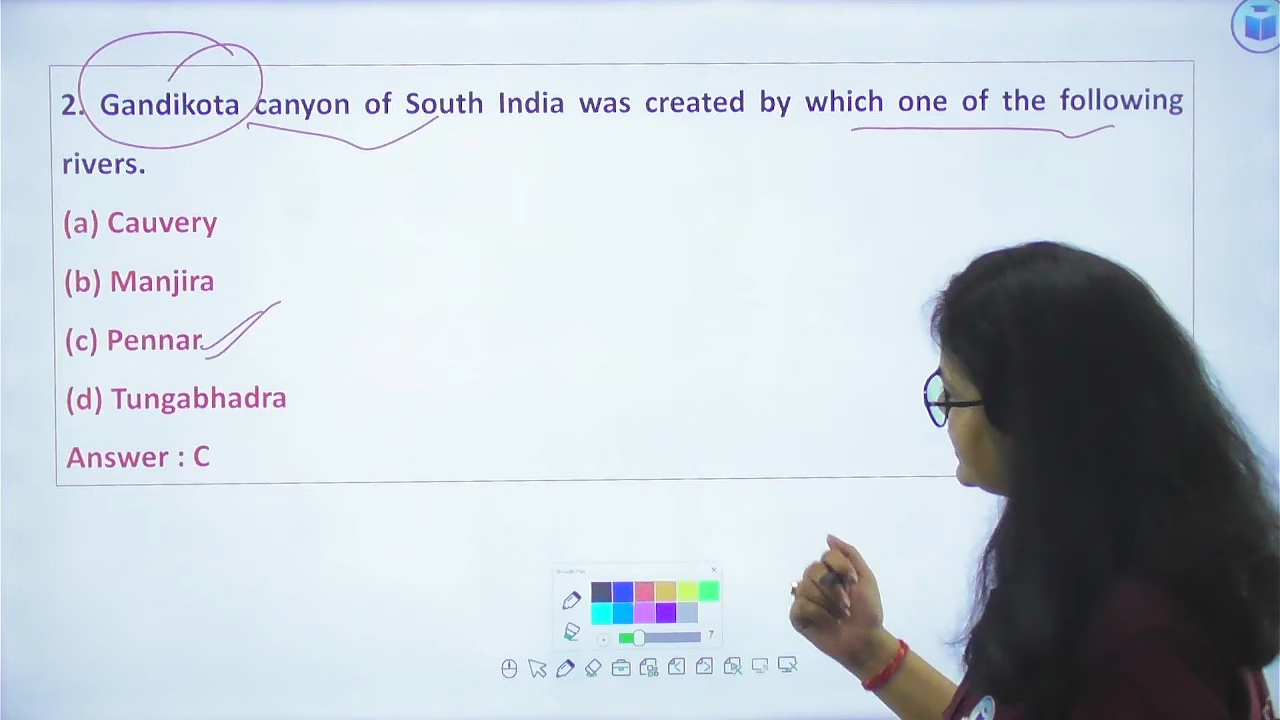 2. Gandikota canyon of South India was created by which one of the following
rivers.
(a) Cauvery
(b) Manjira
(c) Pennar
(d) Tungabhadra
Answer : C
7